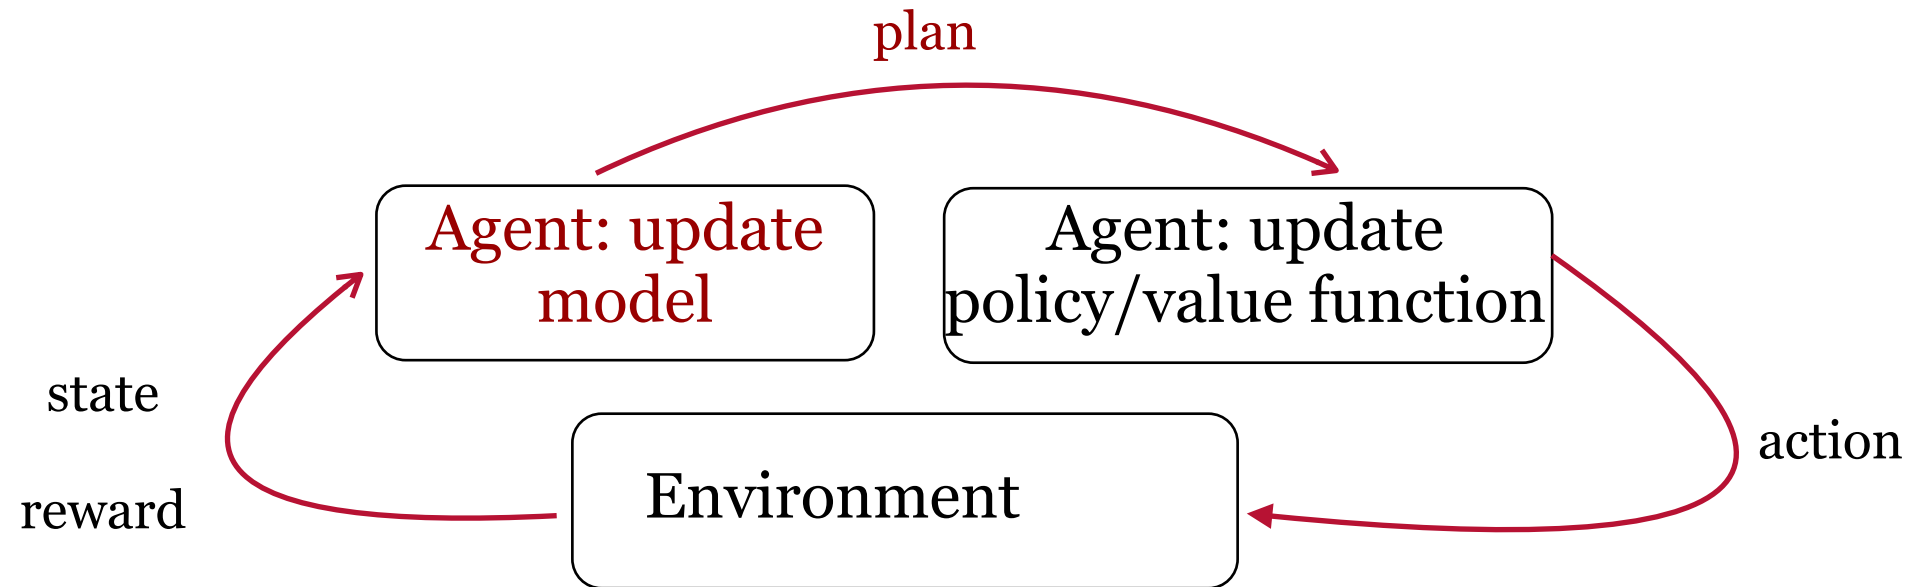 plan
Agent: update
model
Agent: update
policy/value function
state
reward
Environment
action